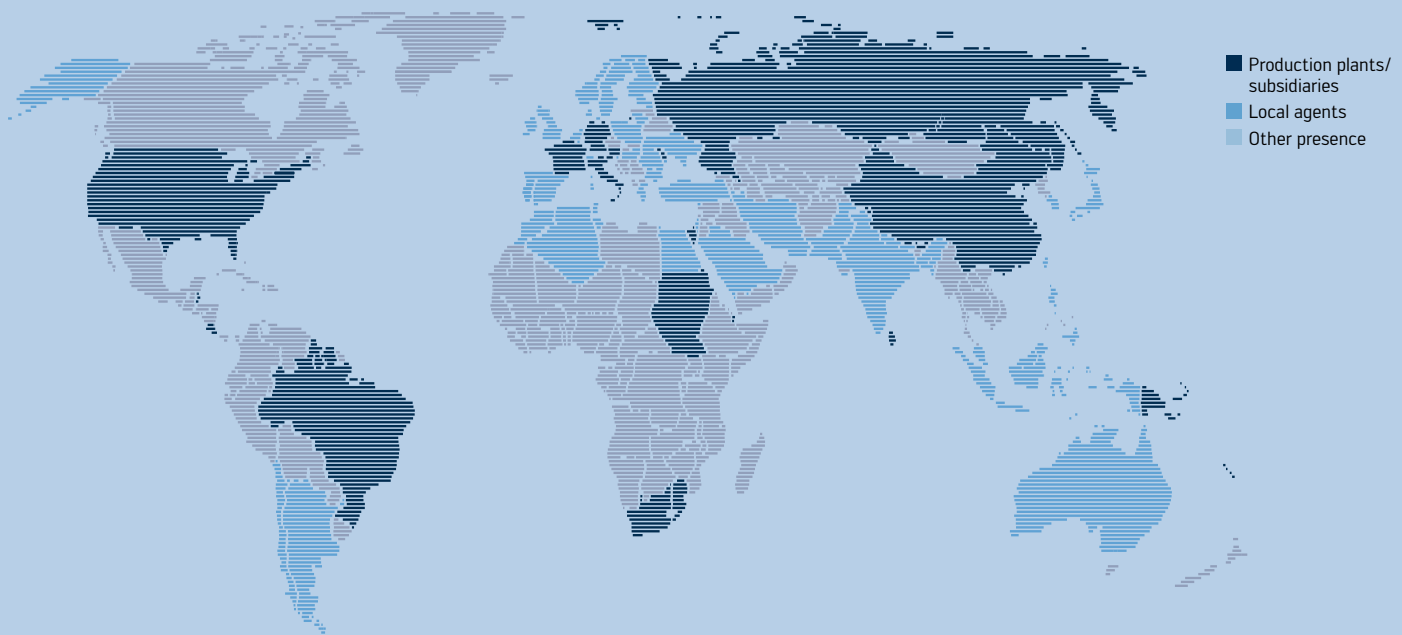 Production plants/
subsidiaries
Local agents
Other presence